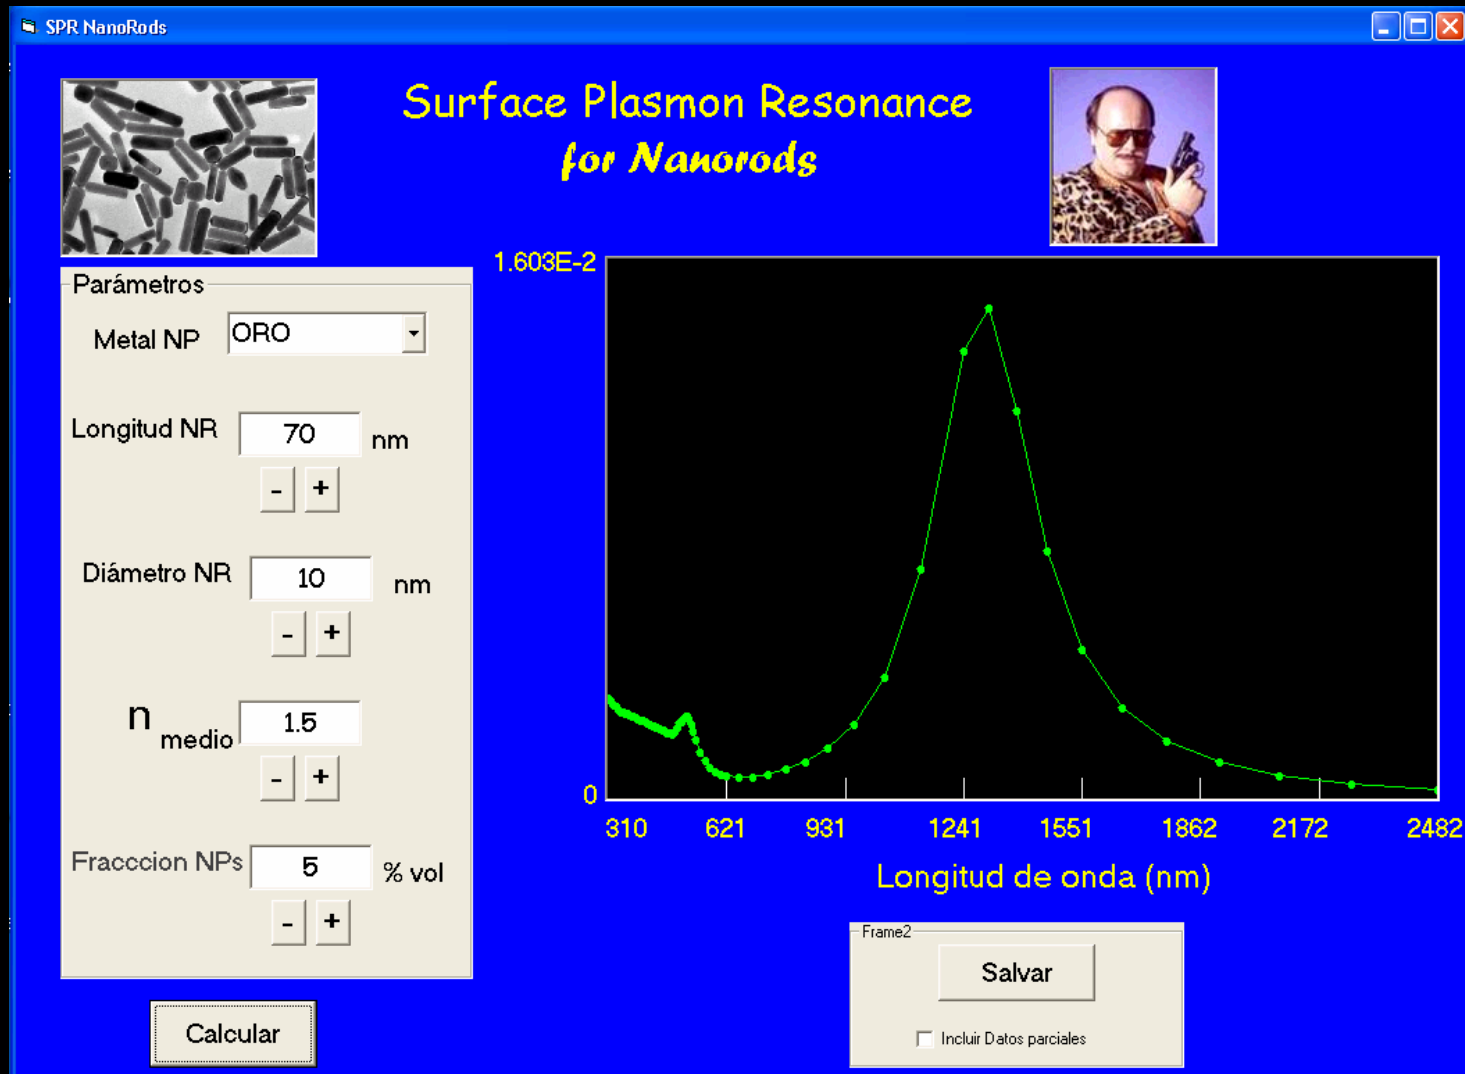 SPR NanoRods
Surface Plasmon Resonance
for Nanorods
Parámetros
Metal NP ORO
Longitud NR 70 nm
- +
Diámetro NR 10 nm
- +
n medio 1.5
- +
Fracccion NPs 5 % vol
- +
Calcular
1.603E-2
0
310 621 931 1241 1551 1862 2172 2482
Longitud de onda (nm)
Frame2
Salvar
Incluir Datos parciales